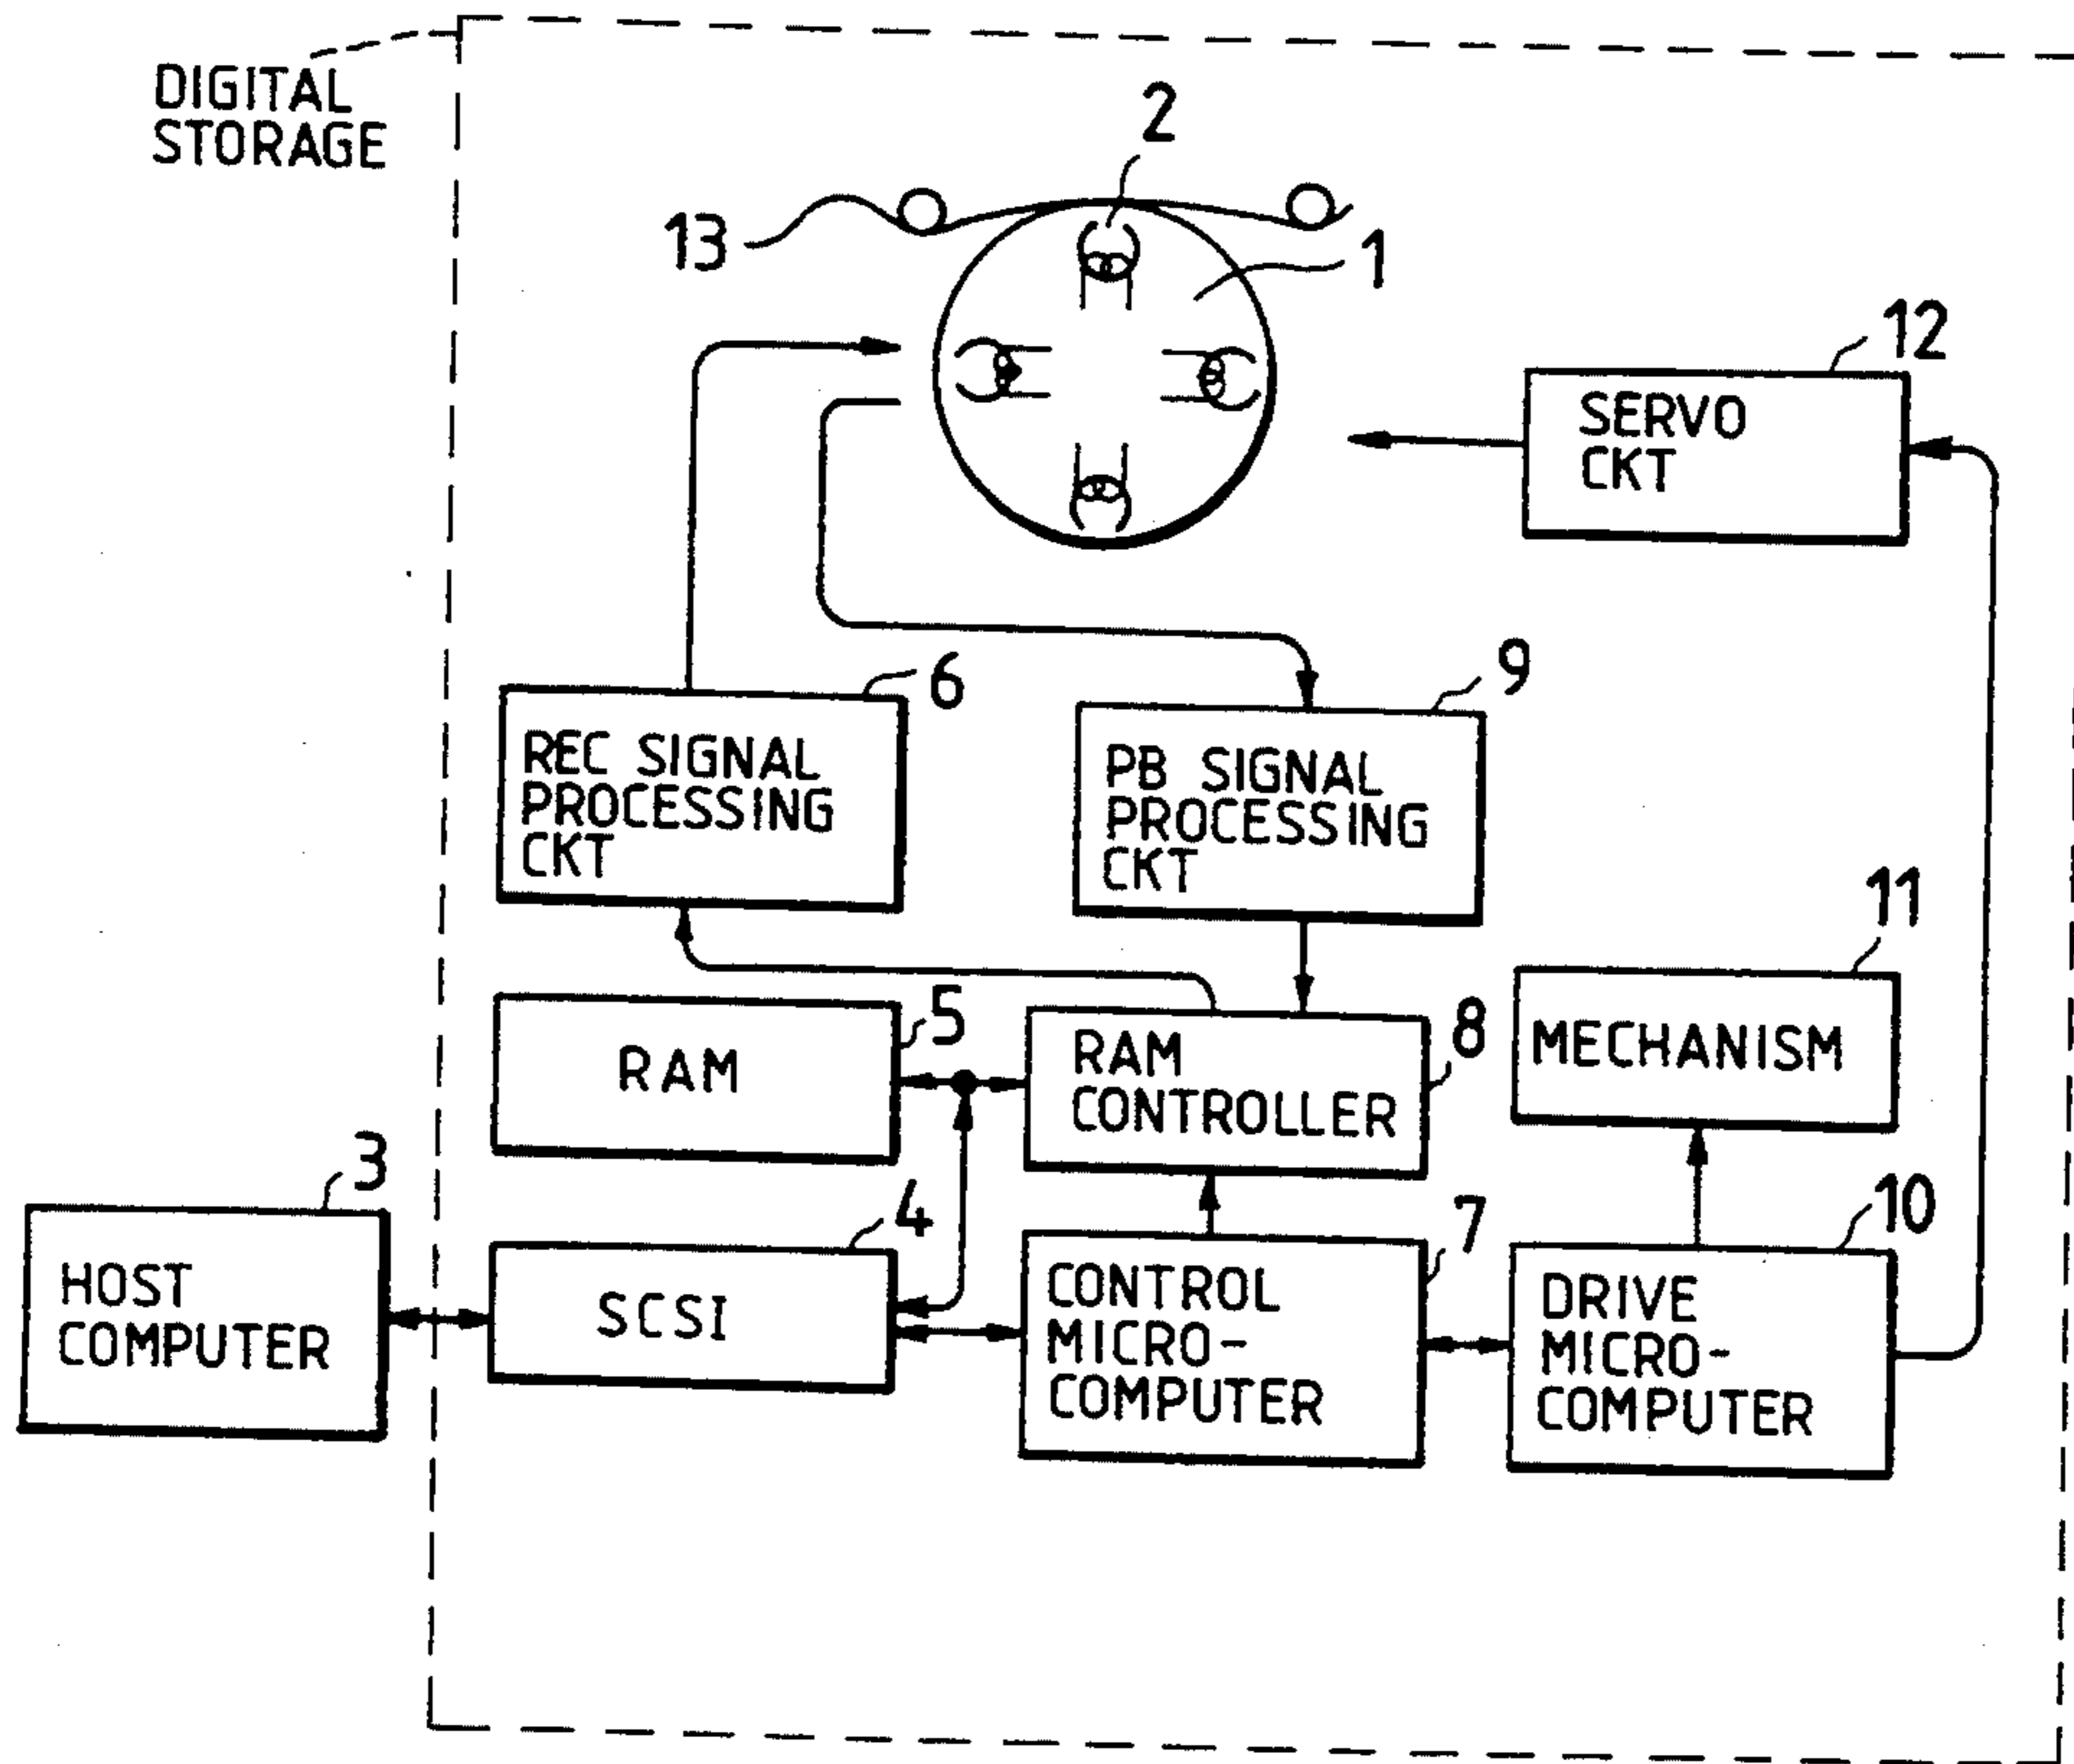 DIGITAL
STORAGE
2
13
1
12
SERVO
CKT
6
9
REC SIGNAL
PROCESSING
CKT
PB SIGNAL
PROCESSING
CKT
11
5
8
RAM
RAM
CONTROLLER
MECHANISM
3
4
7
10
HOST
COMPUTER
SCSI
CONTROL
MICRO-
COMPUTER
DRIVE
MICRO-
COMPUTER